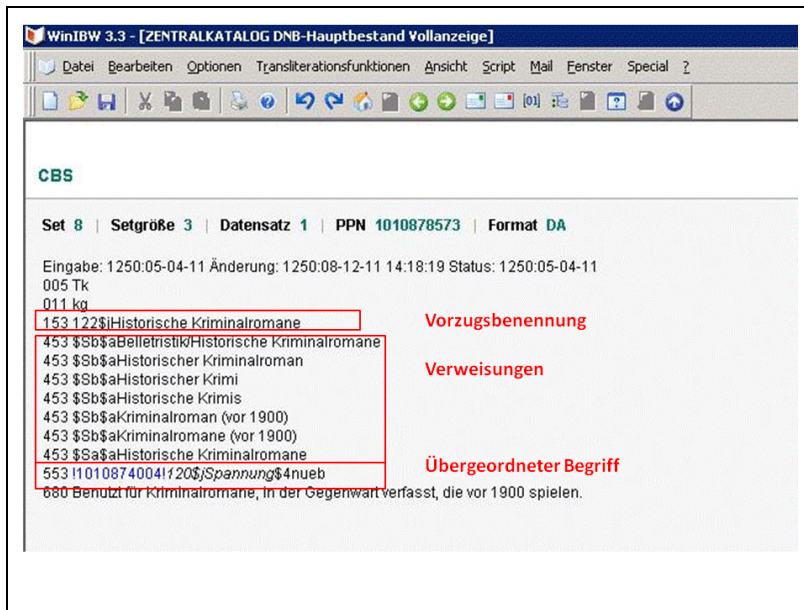 WinIBW 3.3 - [ZENTRALKATALOG DNB-Hauptbestand Vollanzeige]
Datei Bearbeiten Optionen Transliterationsfunktionen Ansicht Script Mail Fenster Special ?
[01] ?
CBS
Set 8 | Setgröße 3 | Datensatz 1 | PPN 1010878573 | Format DA
Eingabe: 1250:05-04-11 Änderung: 1250:08-12-11 14:18:19 Status: 1250:05-04-11
005 Tk
011 kg
153 122$jHistorische Kriminalromane Vorzugsbenennung
453 $Sb$aBelletristik/Historische Kriminalromane
453 $Sb$aHistorischer Kriminalroman Verweisungen
453 $Sb$aHistorischer Krimi
453 $Sb$aHistorische Krimis
453 $Sb$aKriminalroman (vor 1900)
453 $Sb$aKriminalromane (vor 1900)
453 $Sa$aHistorische Kriminalromane
553 !1010874004!120$jSpannung$4nueb Übergeordneter Begriff
680 Benutzt für Kriminalromane, in der Gegenwart verfasst, die vor 1900 spielen.